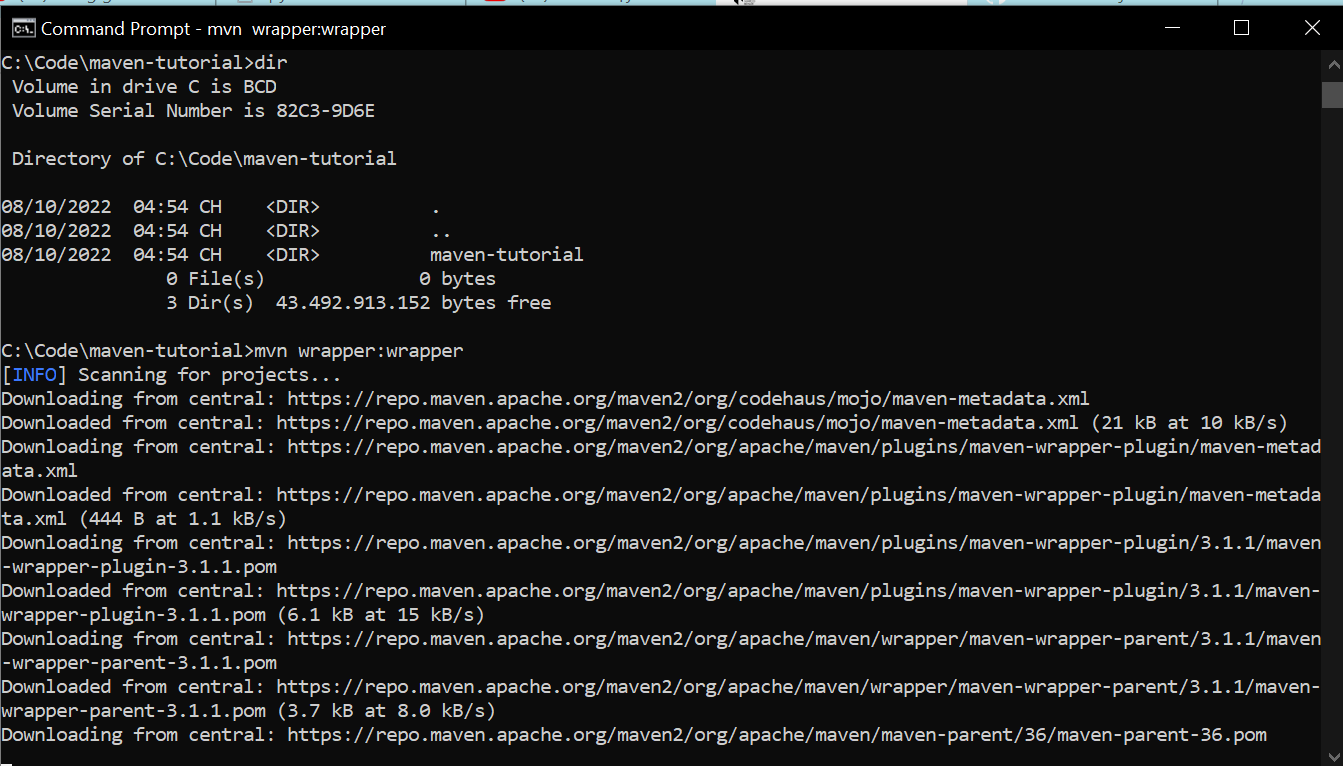 Command Prompt - mvn  wrapper:wrapper
C:\Code\maven-tutorial>dir
 Volume in drive C is BCD
 Volume Serial Number is 82C3-9D6E
 Directory of C:\Code\maven-tutorial
08/10/2022  04:54 CH    <DIR>          .
08/10/2022  04:54 CH    <DIR>          ..
08/10/2022  04:54 CH    <DIR>          maven-tutorial
               0 File(s)              0 bytes
               3 Dir(s)  43.492.913.152 bytes free
C:\Code\maven-tutorial>mvn wrapper:wrapper
[INFO] Scanning for projects...
Downloading from central: https://repo.maven.apache.org/maven2/org/codehaus/mojo/maven-metadata.xml
Downloaded from central: https://repo.maven.apache.org/maven2/org/codehaus/mojo/maven-metadata.xml (21 kB at 10 kB/s)
Downloading from central: https://repo.maven.apache.org/maven2/org/apache/maven/plugins/maven-wrapper-plugin/maven-metad
ata.xml
Downloaded from central: https://repo.maven.apache.org/maven2/org/apache/maven/plugins/maven-wrapper-plugin/maven-metada
ta.xml (444 B at 1.1 kB/s)
Downloading from central: https://repo.maven.apache.org/maven2/org/apache/maven/plugins/maven-wrapper-plugin/3.1.1/maven
-wrapper-plugin-3.1.1.pom
Downloaded from central: https://repo.maven.apache.org/maven2/org/apache/maven/plugins/maven-wrapper-plugin/3.1.1/maven-
wrapper-plugin-3.1.1.pom (6.1 kB at 15 kB/s)
Downloading from central: https://repo.maven.apache.org/maven2/org/apache/maven/wrapper/maven-wrapper-parent/3.1.1/maven
-wrapper-parent-3.1.1.pom
Downloaded from central: https://repo.maven.apache.org/maven2/org/apache/maven/wrapper/maven-wrapper-parent/3.1.1/maven-
wrapper-parent-3.1.1.pom (3.7 kB at 8.0 kB/s)
Downloading from central: https://repo.maven.apache.org/maven2/org/apache/maven/maven-parent/36/maven-parent-36.pom